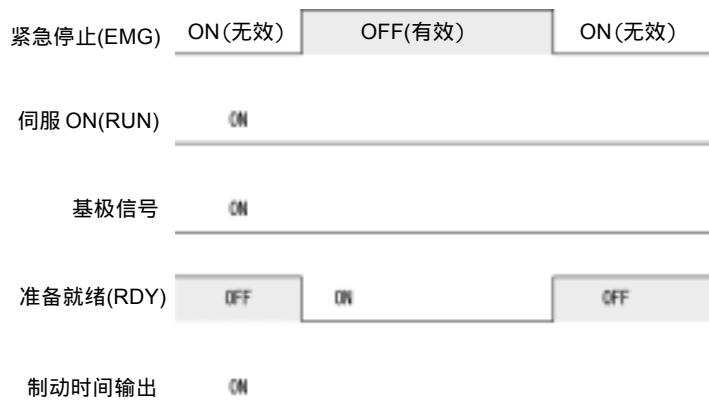 紧急停止(EMG) ON(无效) OFF(有效) ON(无效)
伺服 ON(RUN) ON
基极信号 ON
准备就绪(RDY) OFF ON OFF
制动时间输出 ON